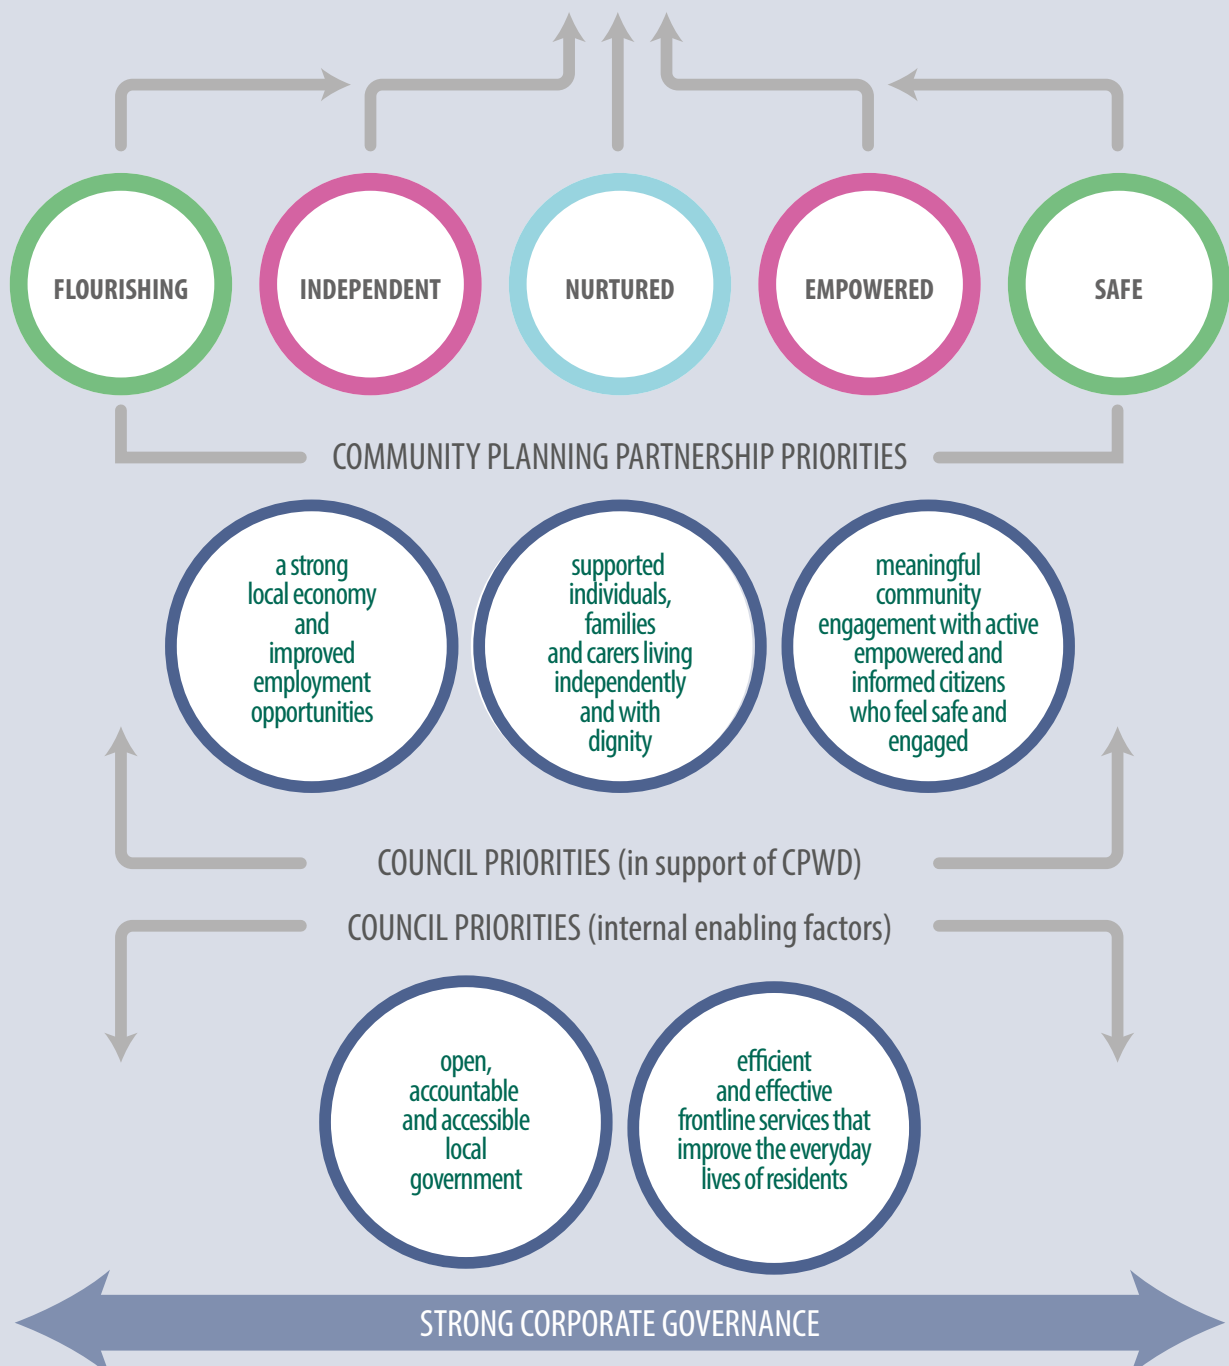 FLOURISHING
INDEPENDENT
NURTURED
EMPOWERED
SAFE
COMMUNITY PLANNING PARTNERSHIP PRIORITIES
a strong
local economy
and
improved
employment
opportunities
supported
individuals,
families
and carers living
independently
and with
dignity
meaningful
community
engagement with active
empowered and
informed citizens
who feel safe and
engaged
COUNCIL PRIORITIES (in support of CPWD)
COUNCIL PRIORITIES (internal enabling factors)
open,
accountable
and accessible
local
government
efficient
and effective
frontline services that
improve the everyday
lives of residents
STRONG CORPORATE GOVERNANCE